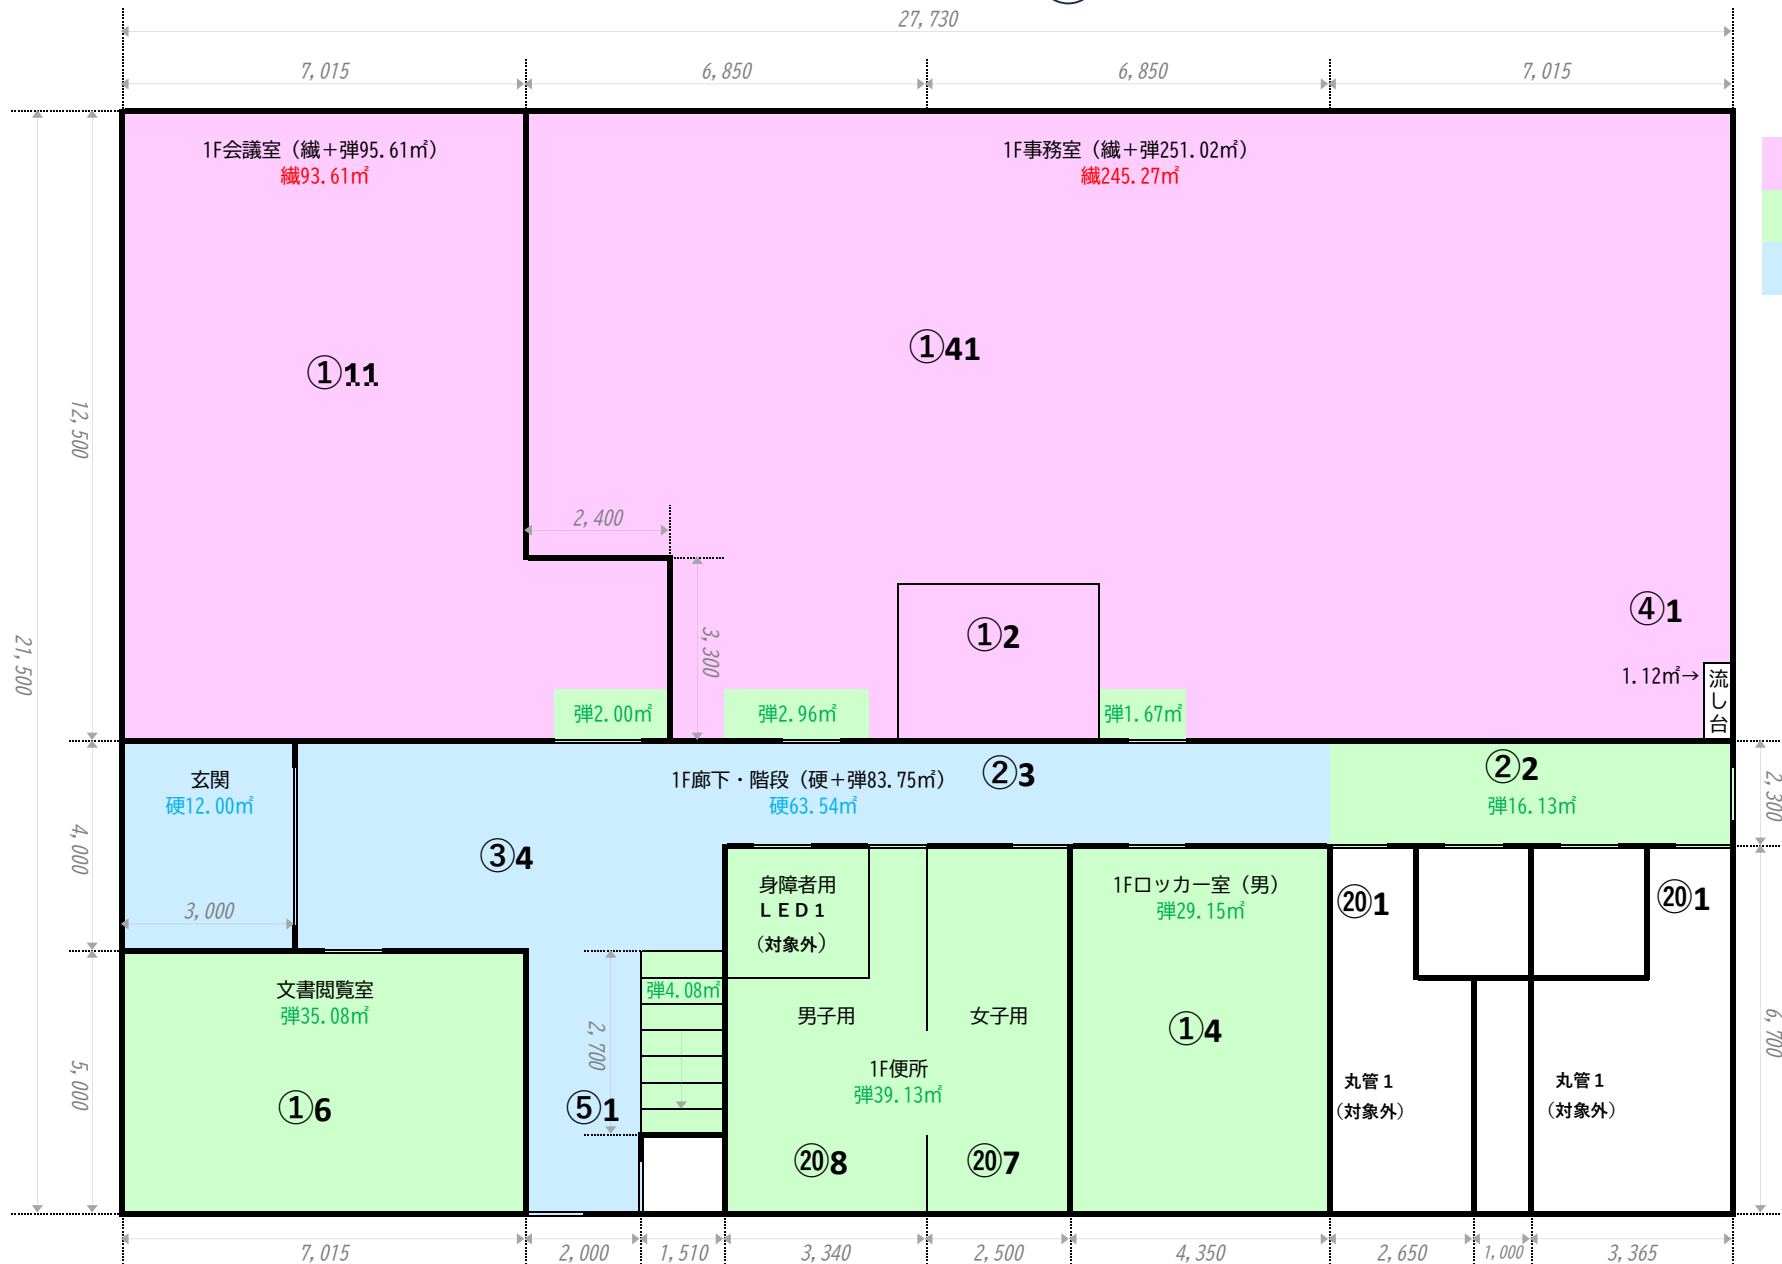 27,730
7,015
6,850
6,850
7,015
1F会議室（繊＋弾95.61㎡）
繊93.61㎡
1F事務室（繊＋弾251.02㎡）
繊245.27㎡
①11
①41
12,500
21,500
2,400
3,300
①2
④1
1.12㎡→
流し台
弾2.00㎡
弾2.96㎡
弾1.67㎡
玄関
硬12.00㎡
1F廊下・階段（硬＋弾83.75㎡）
硬63.54㎡
②3
②2
弾16.13㎡
2,300
4,000
③4
3,000
身障者用
ＬＥＤ１
（対象外）
1Fロッカー室（男）
弾29.15㎡
⑳1
⑳1
文書閲覧室
弾35.08㎡
弾4.08㎡
2,700
男子用
女子用
①4
6,700
5,000
①6
⑤1
1F便所
弾39.13㎡
丸管１
（対象外）
丸管１
（対象外）
⑳8
⑳7
7,015
2,000
1,510
3,340
2,500
4,350
2,650
1,000
3,365